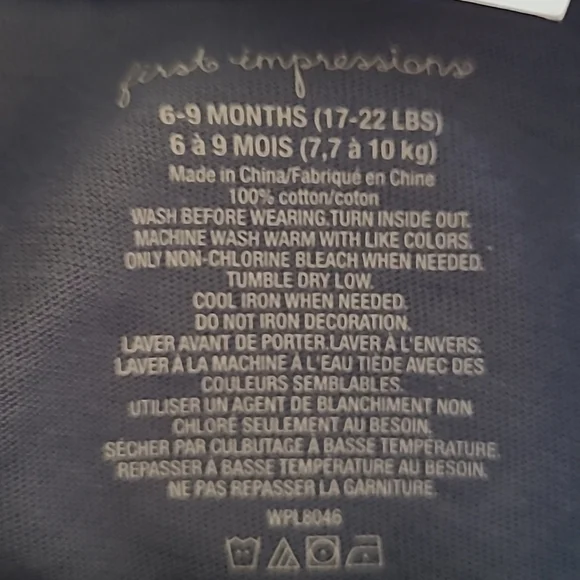 first impressions
6-9 MONTHS (17-22 LBS)
6 à 9 MOIS (7,7 à 10 kg)
Made in China/Fabriqué en Chine
100% cotton/coton
WASH BEFORE WEARING.TURN INSIDE OUT.
MACHINE WASH WARM WITH LIKE COLORS.
ONLY NON-CHLORINE BLEACH WHEN NEEDED.
TUMBLE DRY LOW.
COOL IRON WHEN NEEDED.
DO NOT IRON DECORATION.
LAVER AVANT DE PORTER.LAVER À L'ENVERS.
LAVER À LA MACHINE À L'EAU TIÈDE AVEC DES
COULEURS SEMBLABLES.
UTILISER UN AGENT DE BLANCHIMENT NON
CHLORÉ SEULEMENT AU BESOIN.
SÉCHER PAR CULBUTAGE À BASSE TEMPÉRATURE.
REPASSER À BASSE TEMPÉRATURE AU BESOIN.
NE PAS REPASSER LA GARNITURE.
WPL8046